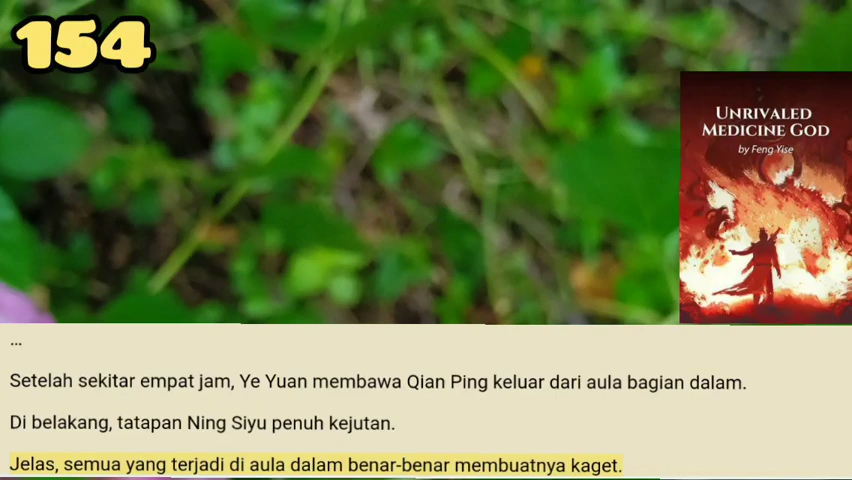 154
UNRIVALED
MEDICINE GOD
by Feng Yise
...
Setelah sekitar empat jam, Ye Yuan membawa Qian Ping keluar dari aula bagian dalam.
Di belakang, tatapan Ning Siyu penuh kejutan.
Jelas, semua yang terjadi di aula dalam benar-benar membuatnya kaget.